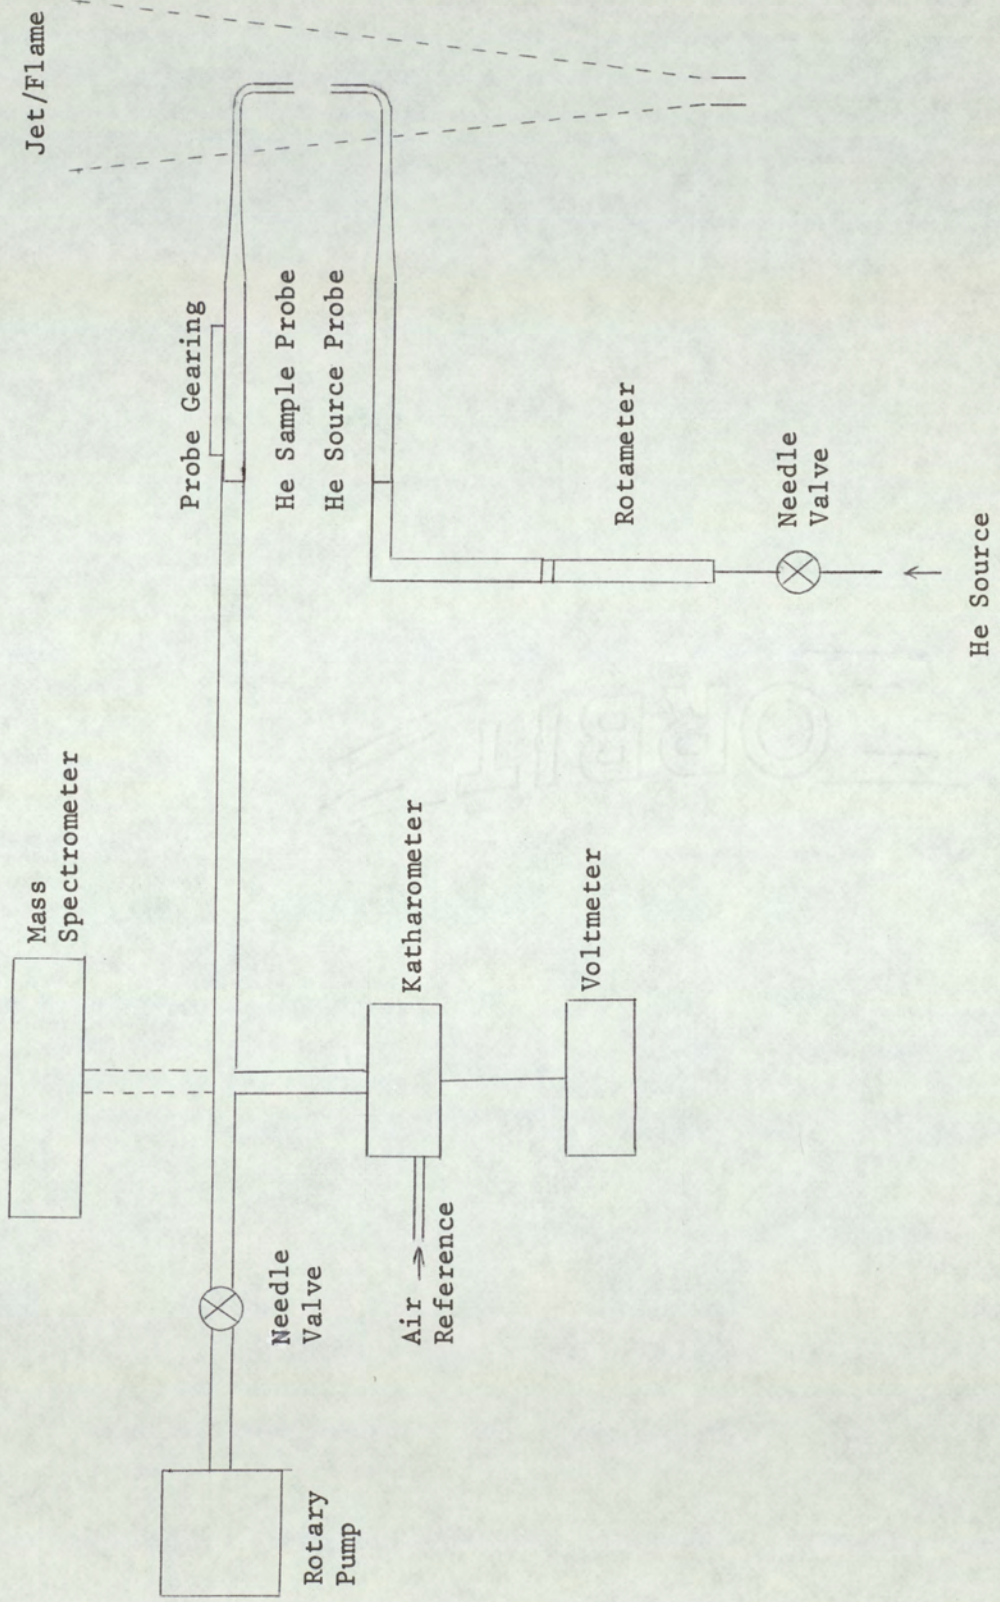 Mass
Spectrometer
Jet/Flame
Probe Gearing
He Sample Probe
He Source Probe
Rotary
Pump
Needle
Valve
Air →
Reference
Katharometer
Voltmeter
Rotameter
Needle
Valve
He Source